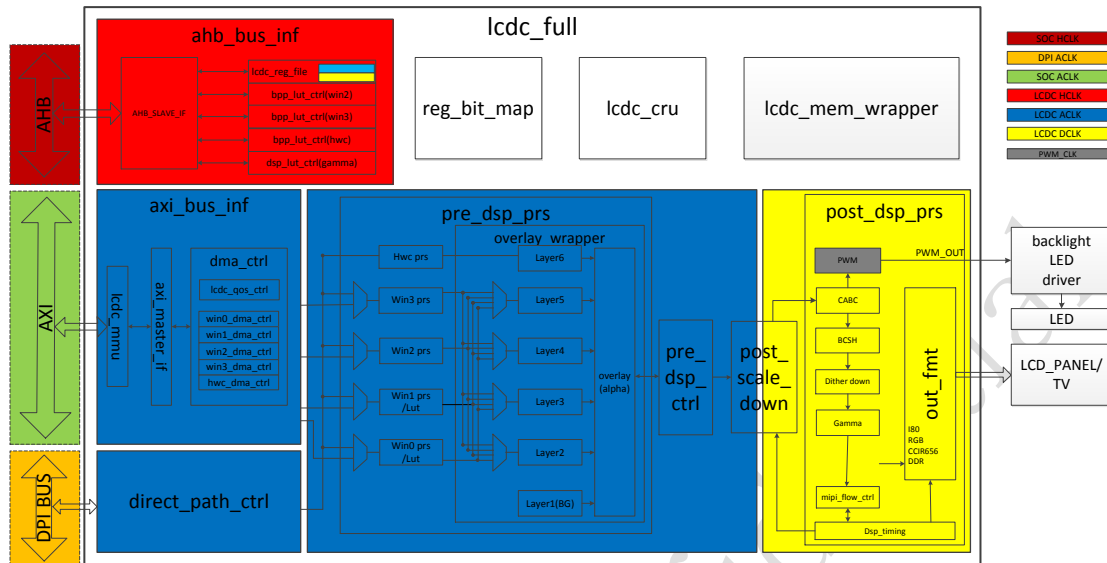 lcdc_full
ahb_bus_inf
AHB
AHB_SLAVE_IF
lcdc_reg_file
bpp_lut_ctrl(win2)
bpp_lut_ctrl(win3)
bpp_lut_ctrl(hwc)
dsp_lut_ctrl(gamma)
reg_bit_map
lcdc_cru
lcdc_mem_wrapper
SOC HCLK
DPI ACLK
SOC ACLK
LCDC HCLK
LCDC ACLK
LCDC DCLK
PWM_CLK
AXI
axi_bus_inf
lcdc_mmu
axi_master_if
dma_ctrl
lcdc_qos_ctrl
win0_dma_ctrl
win1_dma_ctrl
win2_dma_ctrl
win3_dma_ctrl
hwc_dma_ctrl
DPI BUS
direct_path_ctrl
pre_dsp_prs
overlay_wrapper
Hwc prs
Win3 prs
Win2 prs
Win1 prs
/Lut
Win0 prs
/Lut
Layer6
Layer5
Layer4
Layer3
Layer2
Layer1(BG)
overlay
(alpha)
pre_
dsp_
ctrl
post_
scale_
down
post_dsp_prs
PWM
CABC
BCSH
Dither down
Gamma
mipi_flow_ctrl
Dsp_timing
out_fmt
I80
RGB
CCIR656
DDR
PWM_OUT
backlight
LED
driver
LED
LCD_PANEL/
TV